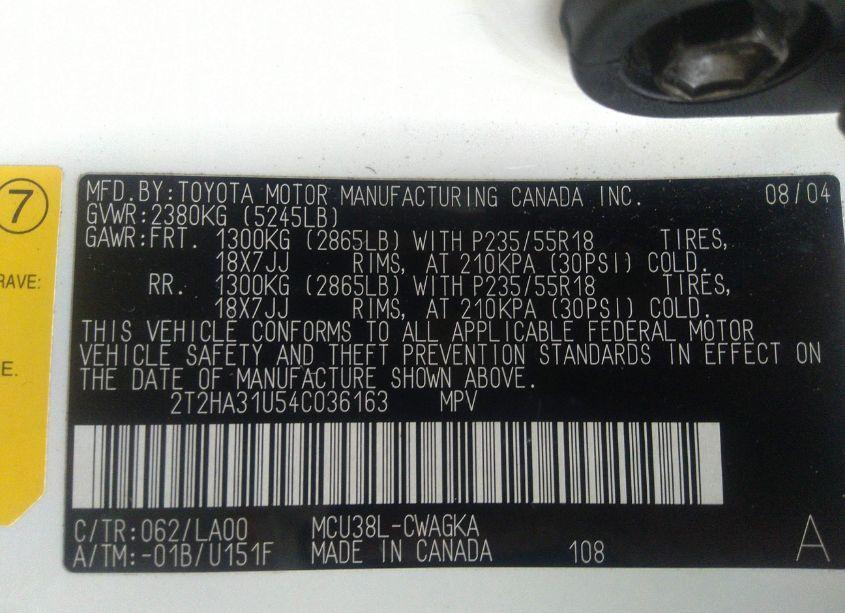 7
RAVE:
E.
MFD.BY:TOYOTA MOTOR MANUFACTURING CANADA INC. 08/04
GVWR:2380KG (5245LB)
GAWR:FRT. 1300KG (2865LB) WITH P235/55R18 TIRES,
18X7JJ RIMS, AT 210KPA (30PSI) COLD.
RR. 1300KG (2865LB) WITH P235/55R18 TIRES,
18X7JJ RIMS, AT 210KPA (30PSI) COLD.
THIS VEHICLE CONFORMS TO ALL APPLICABLE FEDERAL MOTOR
VEHICLE SAFETY AND THEFT PREVENTION STANDARDS IN EFFECT ON
THE DATE OF MANUFACTURE SHOWN ABOVE.
2T2HA31U54C036163 MPV
C/TR:062/LA00 MCU38L-CWAGKA
A/TM:-01B/U151F MADE IN CANADA 108 A